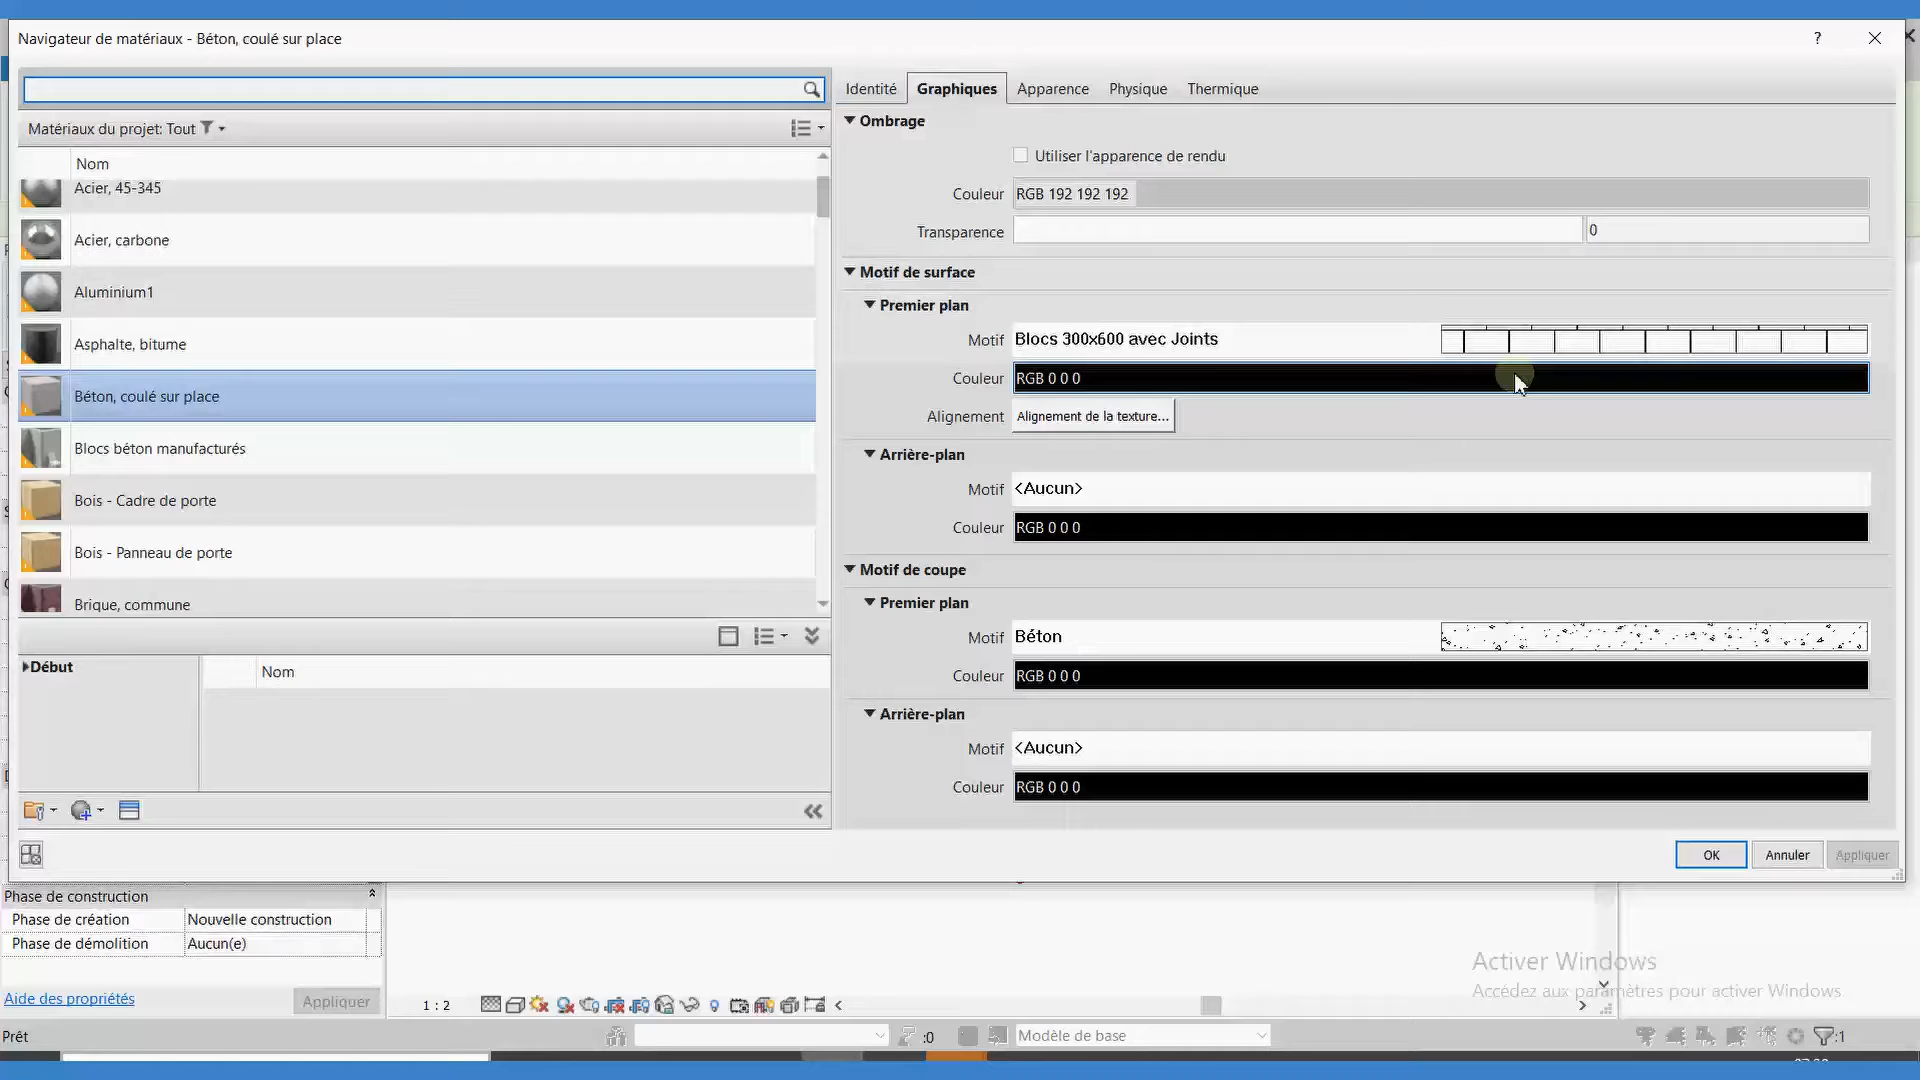 Navigateur de matériaux - Béton, coulé sur place
?
Matériaux du projet: Tout
Nom
Acier, 45-345
Acier, carbone
Aluminium1
Asphalte, bitume
Béton, coulé sur place
Blocs béton manufacturés
Bois - Cadre de porte
Bois - Panneau de porte
Brique, commune
Début
Nom
Identité
Graphiques
Apparence
Physique
Thermique
Ombrage
Utiliser l'apparence de rendu
Couleur RGB 192 192 192
Transparence 0
Motif de surface
Premier plan
Motif Blocs 300x600 avec Joints
Couleur RGB 0 0 0
Alignement Alignement de la texture...
Arrière-plan
Motif <Aucun>
Couleur RGB 0 0 0
Motif de coupe
Premier plan
Motif Béton
Couleur RGB 0 0 0
Arrière-plan
Motif <Aucun>
Couleur RGB 0 0 0
OK
Annuler
Appliquer
Phase de construction
Phase de création Nouvelle construction
Phase de démolition Aucun(e)
Aide des propriétés
Appliquer
1 : 2
Activer Windows
Accédez aux paramètres pour activer Windows.
Prêt
:0
Modèle de base
:1